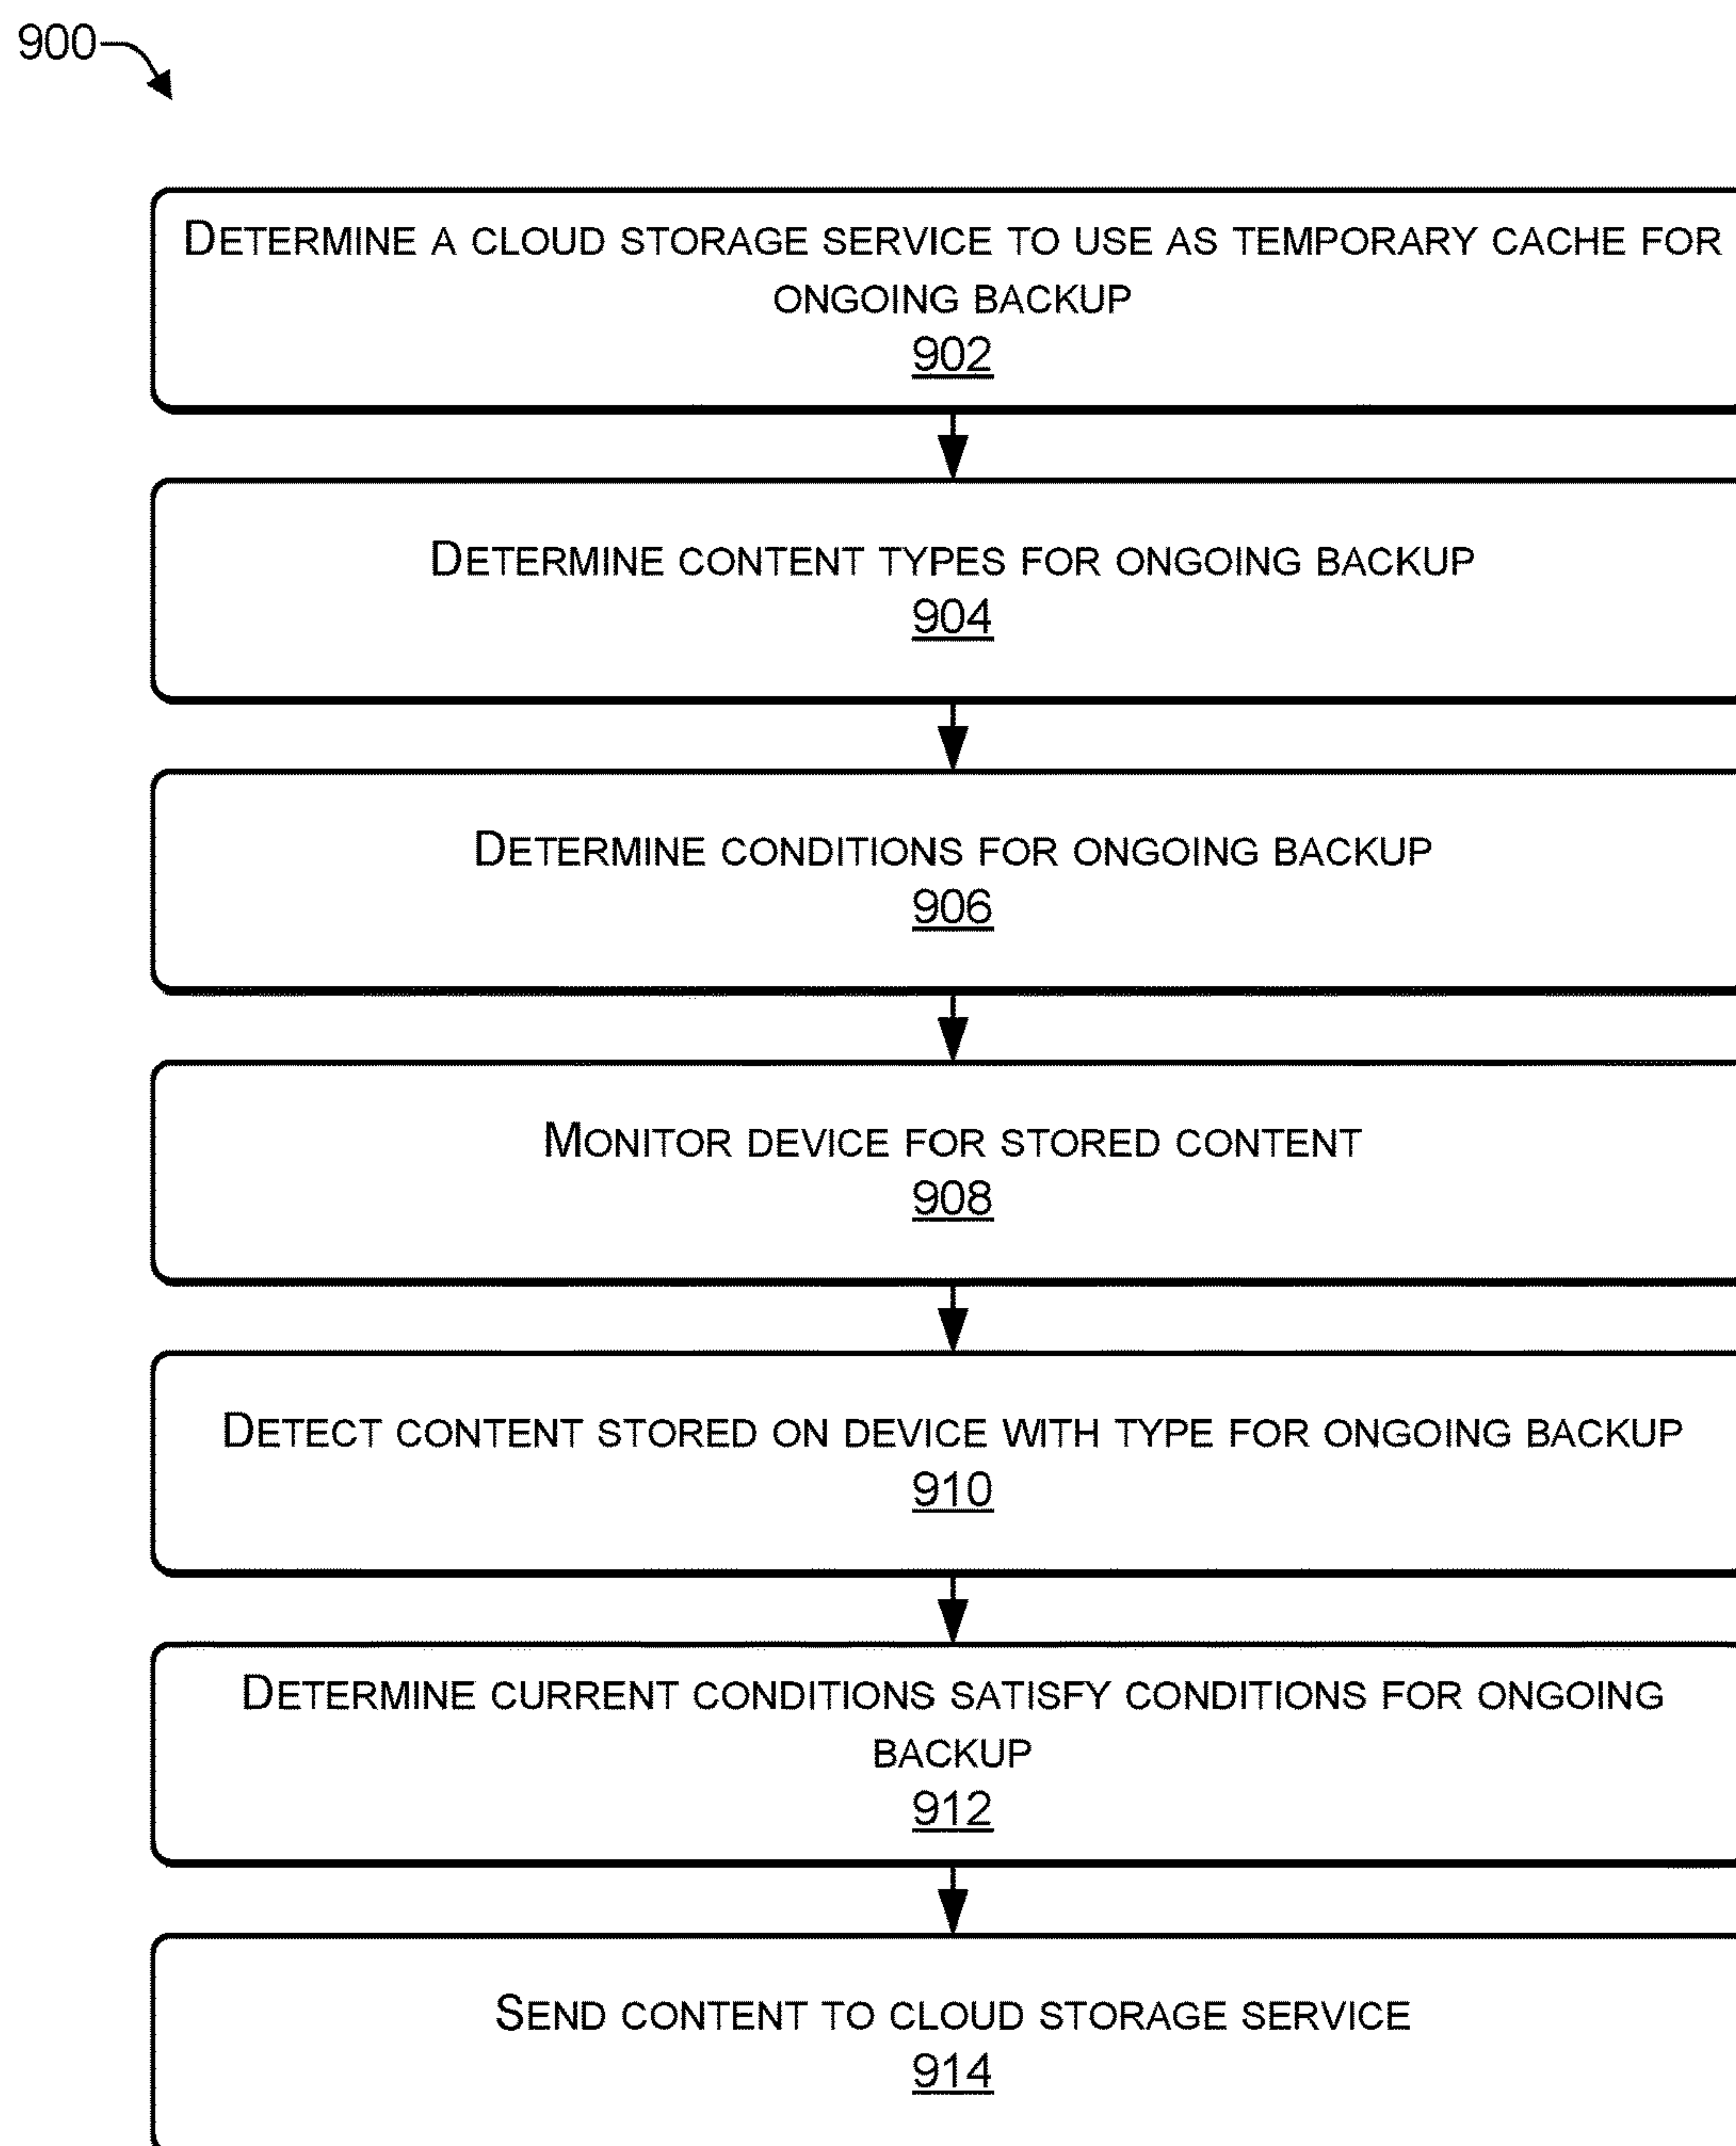 900
DETERMINE A CLOUD STORAGE SERVICE TO USE AS TEMPORARY CACHE FOR
ONGOING BACKUP
902
DETERMINE CONTENT TYPES FOR ONGOING BACKUP
904
DETERMINE CONDITIONS FOR ONGOING BACKUP
906
MONITOR DEVICE FOR STORED CONTENT
908
DETECT CONTENT STORED ON DEVICE WITH TYPE FOR ONGOING BACKUP
910
DETERMINE CURRENT CONDITIONS SATISFY CONDITIONS FOR ONGOING
BACKUP
912
SEND CONTENT TO CLOUD STORAGE SERVICE
914